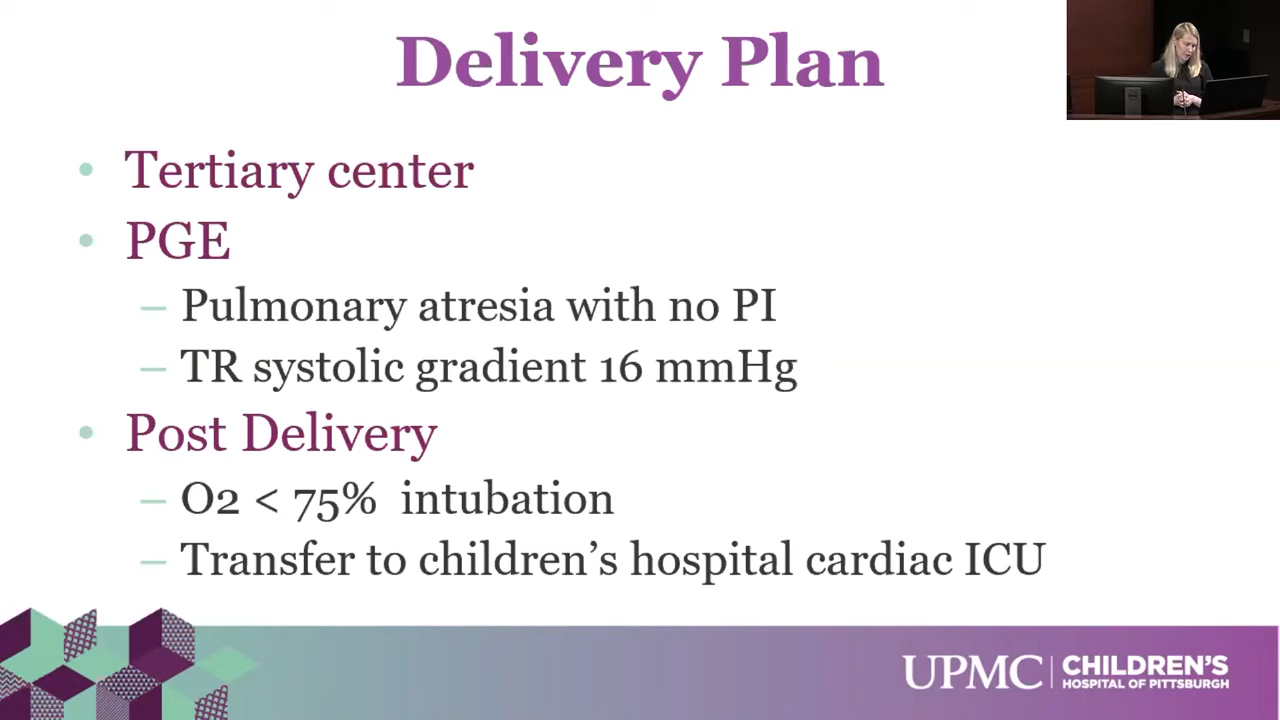 Delivery Plan
• Tertiary center
• PGE
– Pulmonary atresia with no PI
– TR systolic gradient 16 mmHg
• Post Delivery
– O2 < 75% intubation
– Transfer to children’s hospital cardiac ICU
UPMC | CHILDREN'S
HOSPITAL OF PITTSBURGH